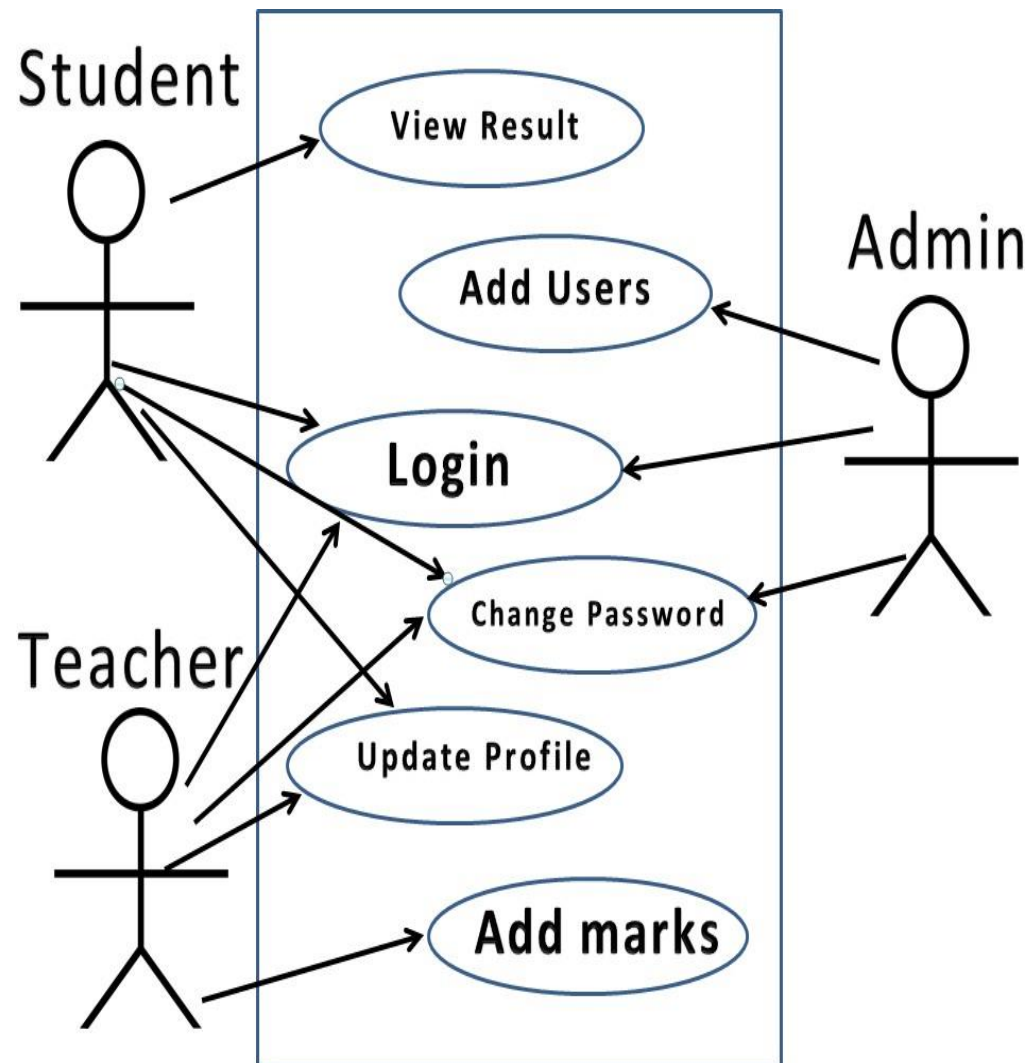 Student
View Result
Admin
Add Users
Login
Change Password
Teacher
Update Profile
Add marks